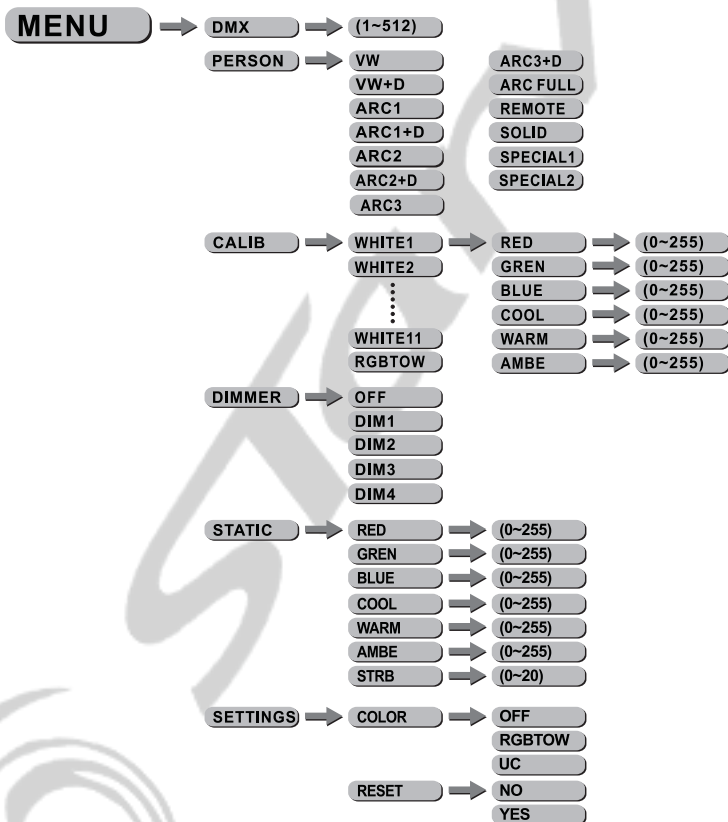 MENU DMX (1~512)
PERSON VW ARC3+D
VW+D ARC FULL
ARC1 REMOTE
ARC1+D SOLID
ARC2 SPECIAL1
ARC2+D SPECIAL2
ARC3
CALIB WHITE1 RED (0~255)
WHITE2 GREN (0~255)
BLUE (0~255)
COOL (0~255)
WHITE11 WARM (0~255)
RGBTOW AMBE (0~255)
DIMMER OFF
DIM1
DIM2
DIM3
DIM4
STATIC RED (0~255)
GREN (0~255)
BLUE (0~255)
COOL (0~255)
WARM (0~255)
AMBE (0~255)
STRB (0~20)
SETTINGS COLOR OFF
RGBTOW
UC
RESET NO
YES